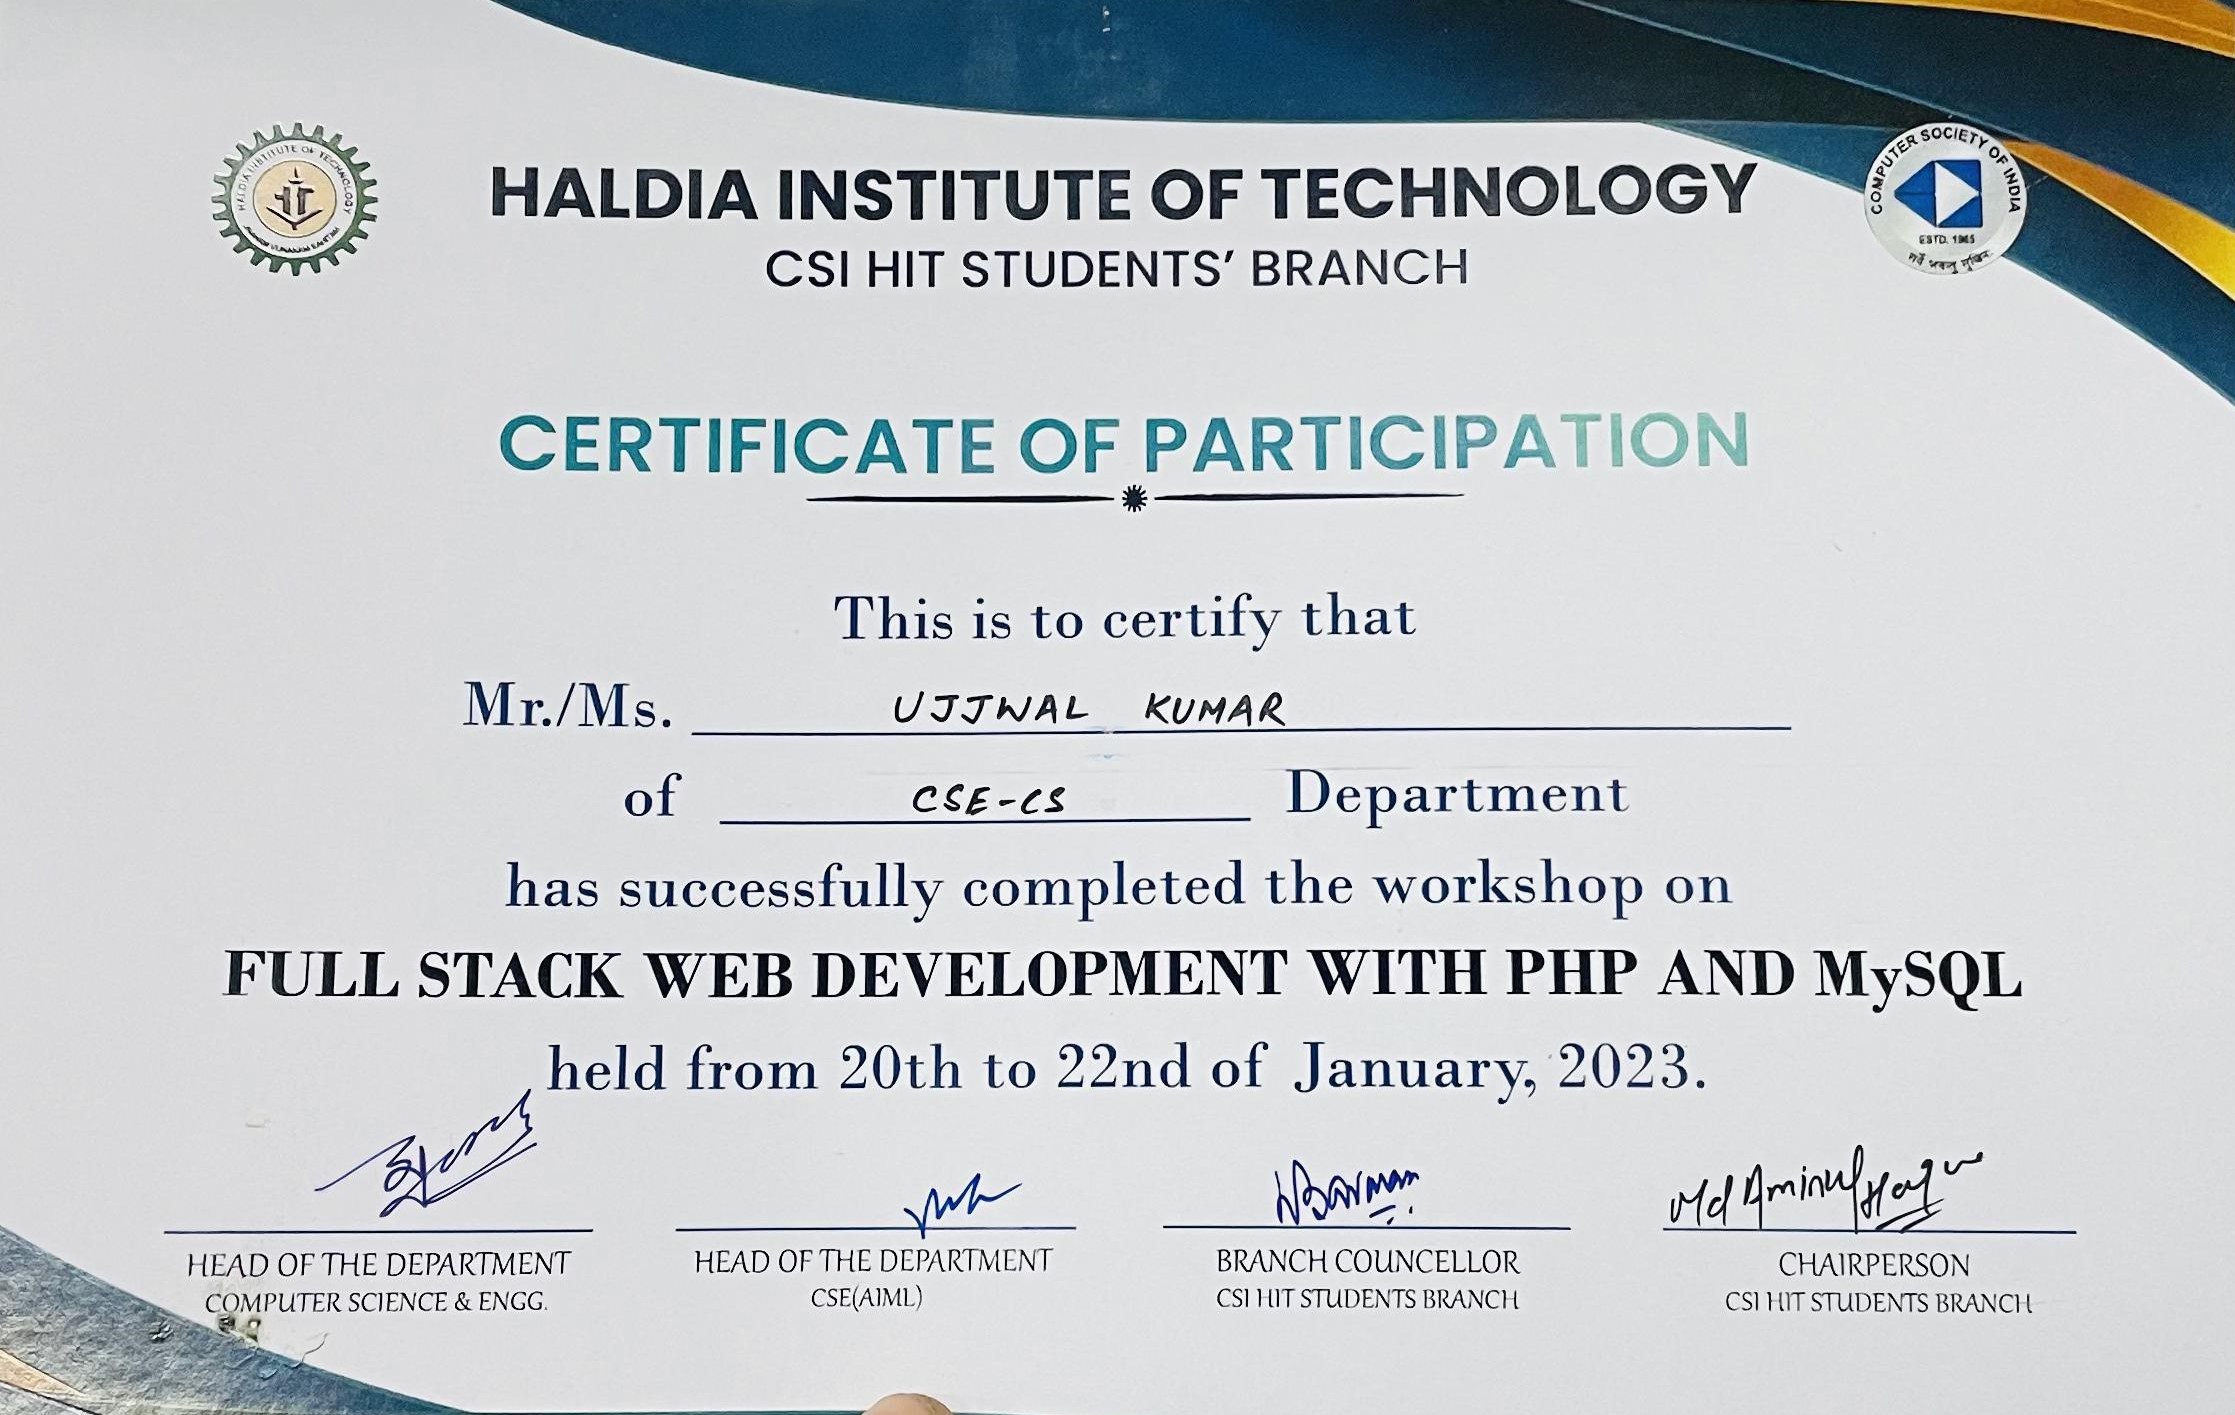 HALDIA INSTITUTE OF TECHNOLOGY
HALDIA INSTITUTE OF TECHNOLOGY
CSI HIT STUDENTS' BRANCH
COMPUTER SOCIETY OF INDIA
ESTD. 1965
CERTIFICATE OF PARTICIPATION
This is to certify that
Mr./Ms. UJJWAL KUMAR
of CSE-CS Department
has successfully completed the workshop on
FULL STACK WEB DEVELOPMENT WITH PHP AND MySQL
held from 20th to 22nd of January, 2023.
Md Aminul Haque
HEAD OF THE DEPARTMENT
COMPUTER SCIENCE & ENGG.
HEAD OF THE DEPARTMENT
CSE(AIML)
BRANCH COUNCELLOR
CSI HIT STUDENTS BRANCH
CHAIRPERSON
CSI HIT STUDENTS BRANCH